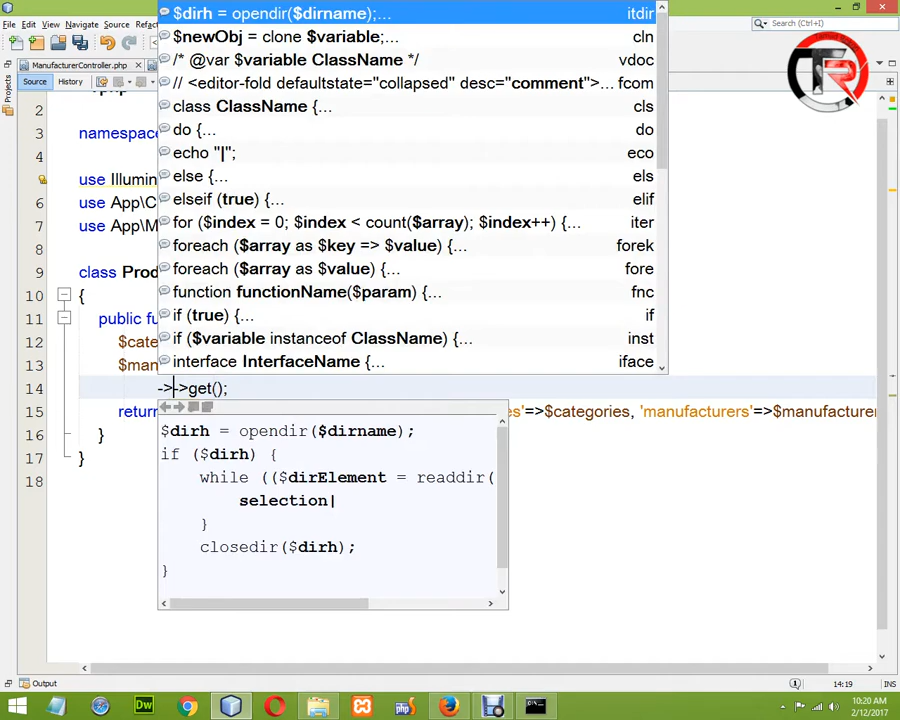 $dirh = opendir($dirname);... itdir
$newObj = clone $variable;... cln
/* @var $variable ClassName */ vdoc
// <editor-fold defaultstate="collapsed" desc="comment">... fcom
class ClassName {... cls
do {... do
echo "|"; eco
else {... els
elseif (true) {... elif
for ($index = 0; $index < count($array); $index++) {... iter
foreach ($array as $key => $value) {... forek
foreach ($array as $value) {... fore
function functionName($param) {... fnc
if (true) {... if
if ($variable instanceof ClassName) {... inst
interface InterfaceName {... iface
File Edit View Navigate Source Refac
Search (Ctrl+I)
ManufacturerController.php
Source History
Projects
2
3 namespace
4
use Illumin
6 use App\C
7 use App\M
8
9 class Prod
10 {
11 public fu
12 $cate
13 $man
14 ->->get();
15 return es'=>$categories, 'manufacturers'=>$manufacturer
16 }
17 }
18
$dirh = opendir($dirname);
if ($dirh) {
while (($dirElement = readdir(
selection|
}
closedir($dirh);
}
Output
14:19 INS
Dw
php
10:20 AM
2/12/2017